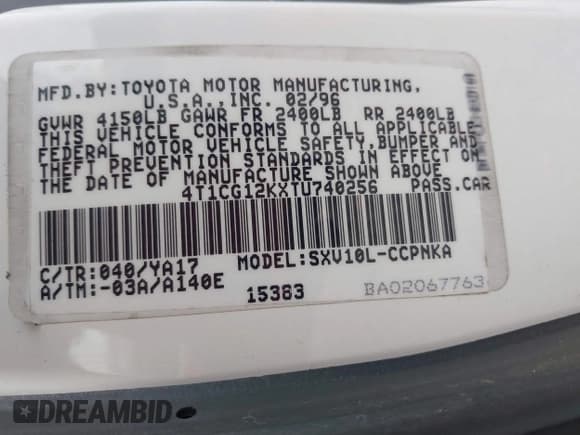 MFD.BY:TOYOTA MOTOR MANUFACTURING,
U.S.A.,INC. 02/96
GVWR 4150LB GAWR FR 2400LB RR 2400LB
THIS VEHICLE CONFORMS TO ALL APPLICABLE
FEDERAL MOTOR VEHICLE SAFETY,BUMPER AND
THEFT PREVENTION STANDARDS IN EFFECT ON
THE DATE OF MANUFACTURE SHOWN ABOVE
4T1CG12KXTU740256 PASS.CAR
C/TR:040/YA17 MODEL:SXV10L-CCPNKA
A/TM:-03A/A140E
15383 BA02067763
DREAMBID.COM